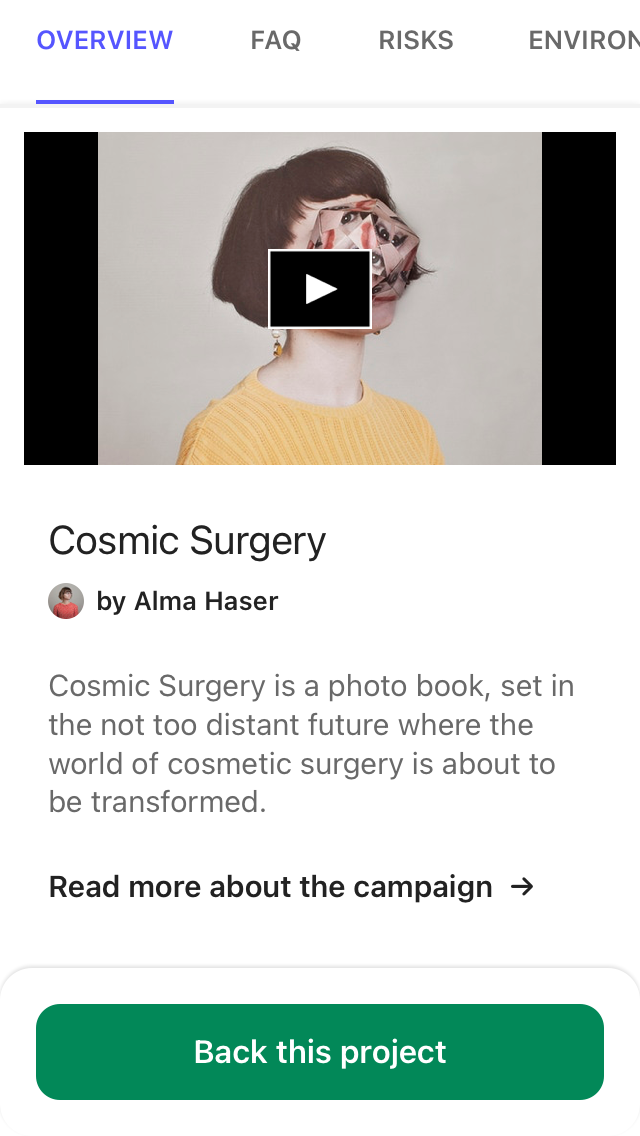 OVERVIEW FAQ RISKS ENVIRON
Cosmic Surgery
by Alma Haser
Cosmic Surgery is a photo book, set in
the not too distant future where the
world of cosmetic surgery is about to
be transformed.
Read more about the campaign →
Back this project